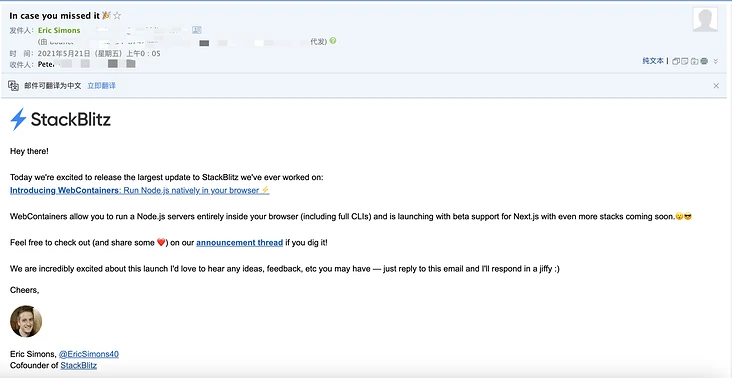 In case you missed it 🎉 ☆
发件人：Eric Simons
(由 代发)
时 间：2021年5月21日（星期五）上午0：05
收件人：Pete
纯文本 |
邮件可翻译为中文 立即翻译
StackBlitz
Hey there!
Today we're excited to release the largest update to StackBlitz we've ever worked on:
Introducing WebContainers: Run Node.js natively in your browser ⚡
WebContainers allow you to run a Node.js servers entirely inside your browser (including full CLIs) and is launching with beta support for Next.js with even more stacks coming soon.😮😎
Feel free to check out (and share some ❤️) on our announcement thread if you dig it!
We are incredibly excited about this launch I'd love to hear any ideas, feedback, etc you may have — just reply to this email and I'll respond in a jiffy :)
Cheers,
Eric Simons, @EricSimons40
Cofounder of StackBlitz